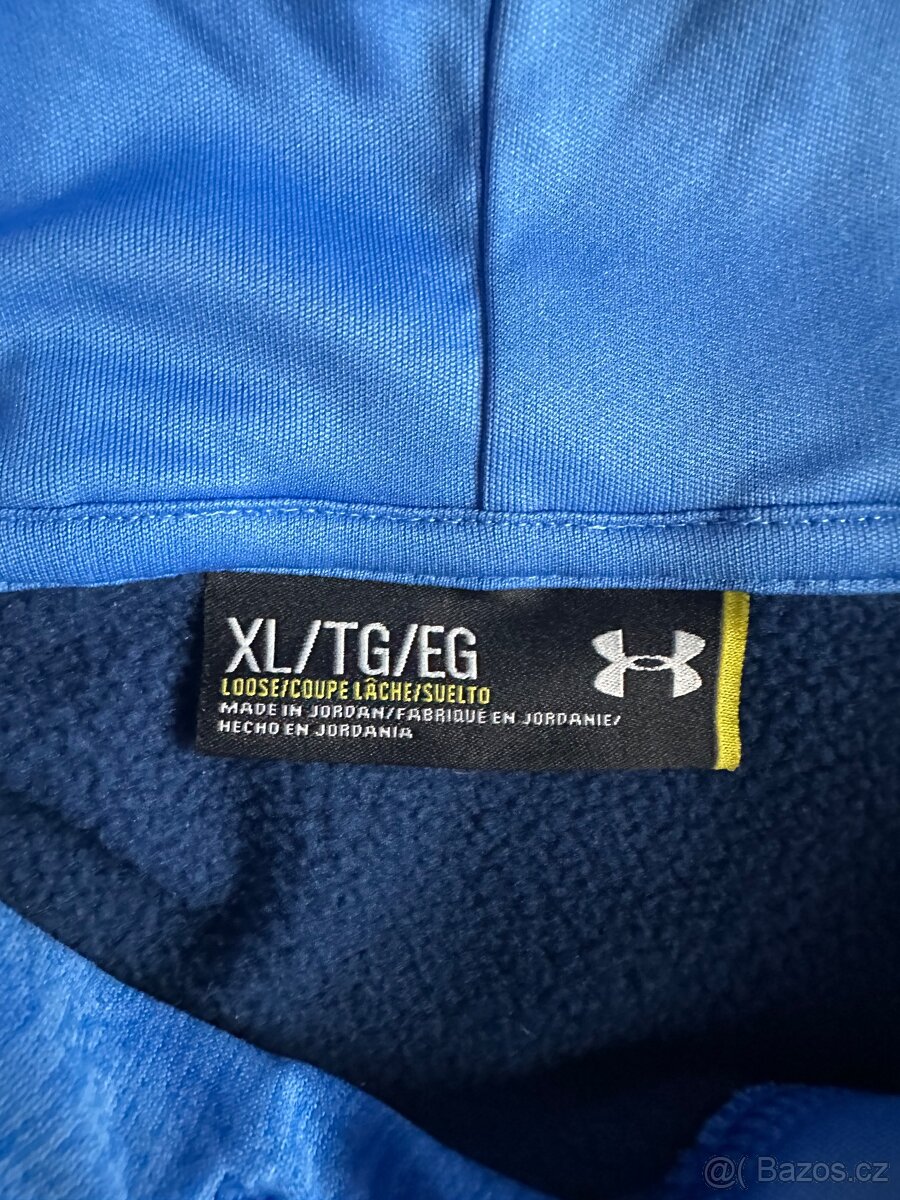 XL/TG/EG
LOOSE/COUPE LÂCHE/SUELTO
MADE IN JORDAN/FABRIQUÉ EN JORDANIE/
HECHO EN JORDANIA
@( Bazos.cz